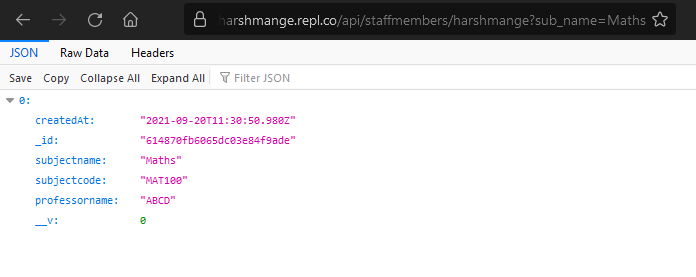 harshmange.repl.co/api/staffmembers/harshmange?sub_name=Maths
JSON Raw Data Headers
Save Copy Collapse All Expand All Filter JSON
0:
createdAt: "2021-09-20T11:30:50.980Z"
_id: "614870fb6065dc03e84f9ade"
subjectname: "Maths"
subjectcode: "MAT100"
professorname: "ABCD"
__v: 0